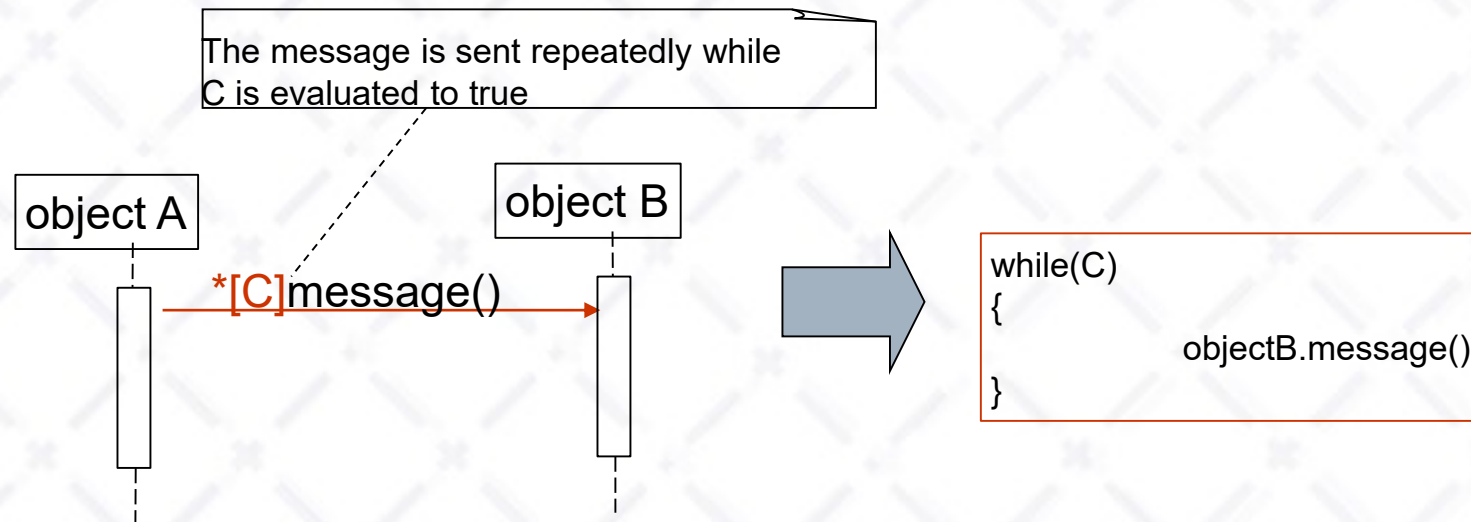 The message is sent repeatedly while
C is evaluated to true
object A
object B
*[C]message()
while(C)
{
objectB.message()
}